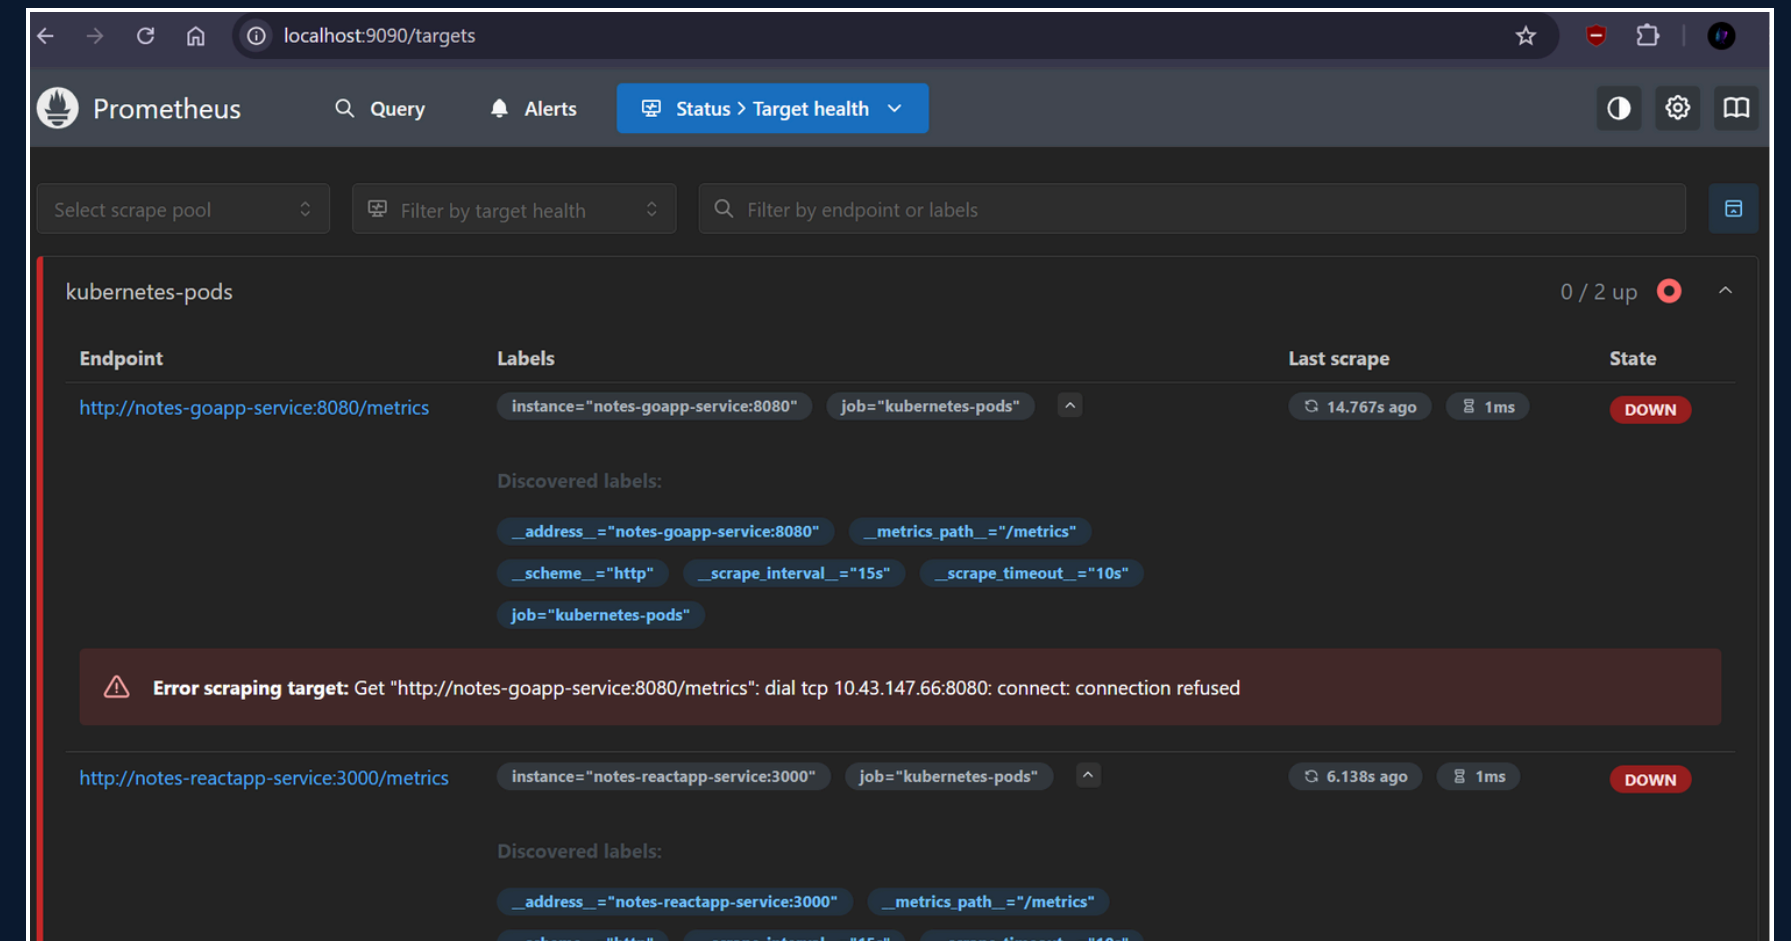 localhost:9090/targets
Prometheus Query Alerts Status > Target health
Select scrape pool Filter by target health Filter by endpoint or labels
kubernetes-pods 0 / 2 up
Endpoint Labels Last scrape State
http://notes-goapp-service:8080/metrics instance="notes-goapp-service:8080" job="kubernetes-pods" 14.767s ago 1ms DOWN
Discovered labels:
__address__="notes-goapp-service:8080" __metrics_path__="/metrics"
__scheme__="http" __scrape_interval__="15s" __scrape_timeout__="10s"
job="kubernetes-pods"
Error scraping target: Get "http://notes-goapp-service:8080/metrics": dial tcp 10.43.147.66:8080: connect: connection refused
http://notes-reactapp-service:3000/metrics instance="notes-reactapp-service:3000" job="kubernetes-pods" 6.138s ago 1ms DOWN
Discovered labels:
__address__="notes-reactapp-service:3000" __metrics_path__="/metrics"